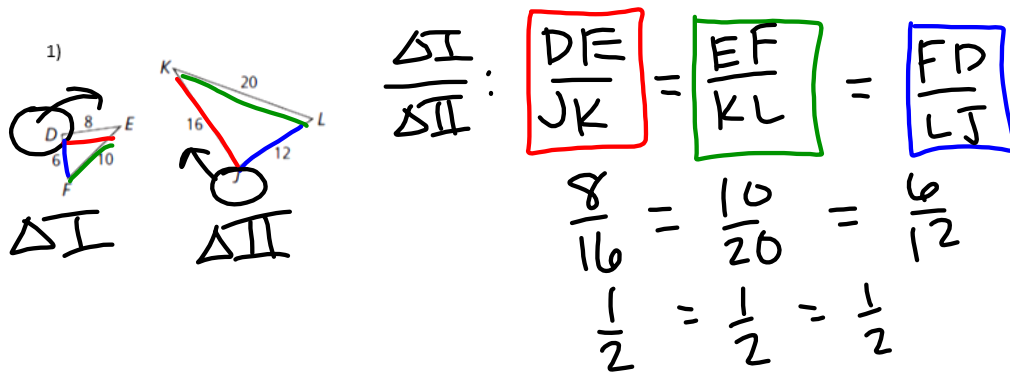 1)
K
20
L
16
12
J
D
8
E
6
10
F
ΔI
ΔII
ΔI/ΔII : DE/JK = EF/KL = FD/LJ
8/16 = 10/20 = 6/12
1/2 = 1/2 = 1/2